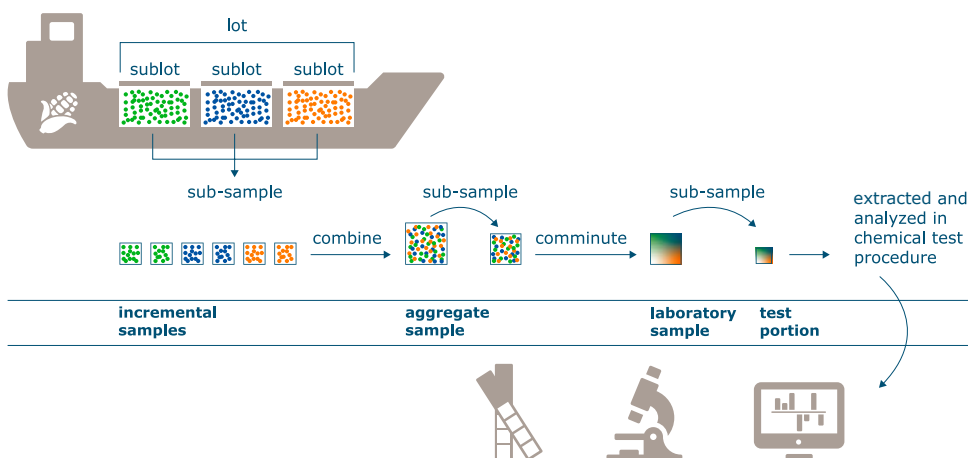 lot
sublot sublot sublot
sub-sample sub-sample sub-sample
combine comminute
extracted and
analyzed in
chemical test
procedure
incremental
samples
aggregate
sample
laboratory
sample
test
portion